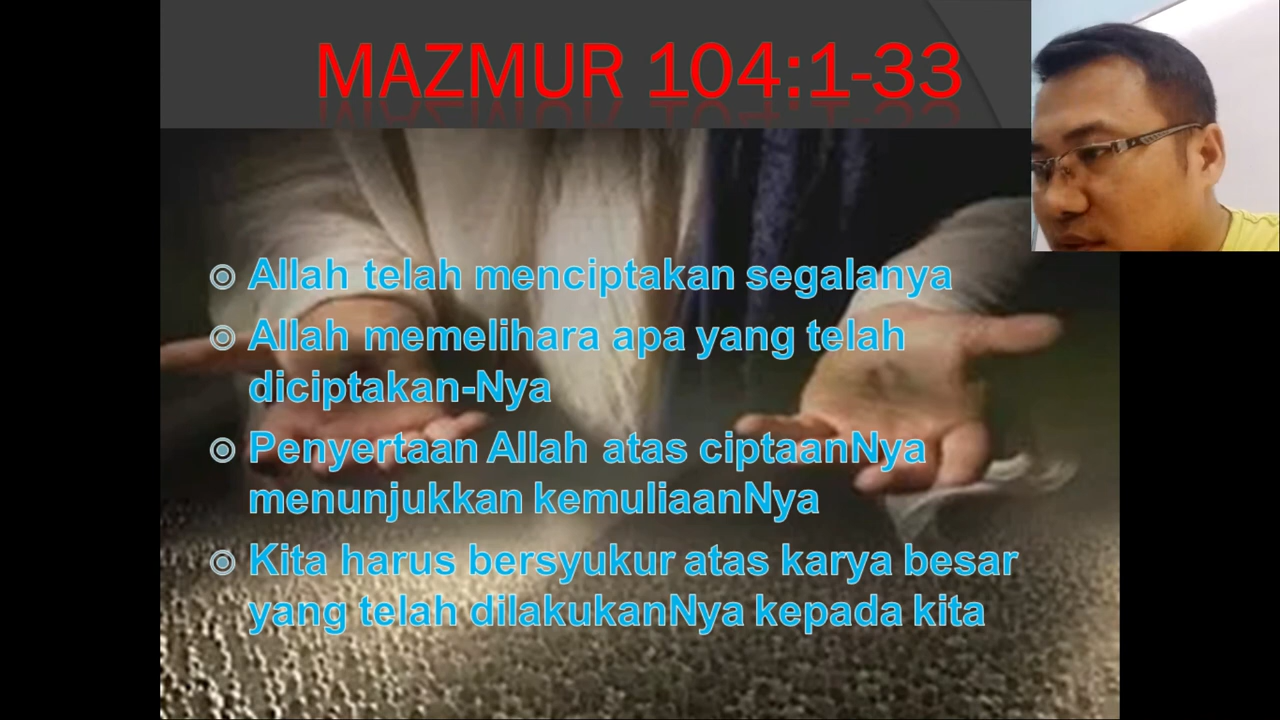 MAZMUR 104:1-33
Allah telah menciptakan segalanya
Allah memelihara apa yang telah
diciptakan-Nya
Penyertaan Allah atas ciptaanNya
menunjukkan kemuliaanNya
Kita harus bersyukur atas karya besar
yang telah dilakukanNya kepada kita